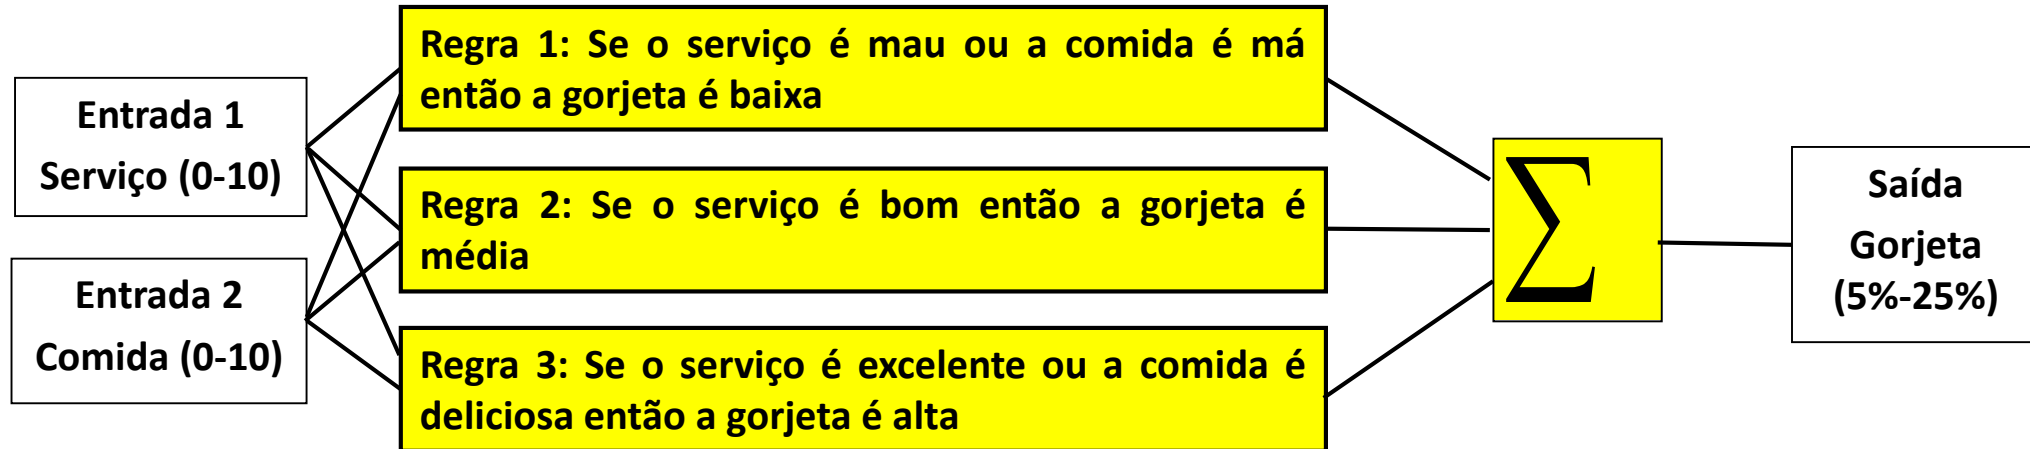 Entrada 1
Serviço (0-10)
Entrada 2
Comida (0-10)
Regra 1: Se o serviço é mau ou a comida é má
então a gorjeta é baixa
Regra 2: Se o serviço é bom então a gorjeta é
média
Regra 3: Se o serviço é excelente ou a comida é
deliciosa então a gorjeta é alta
∑
Saída
Gorjeta
(5%-25%)